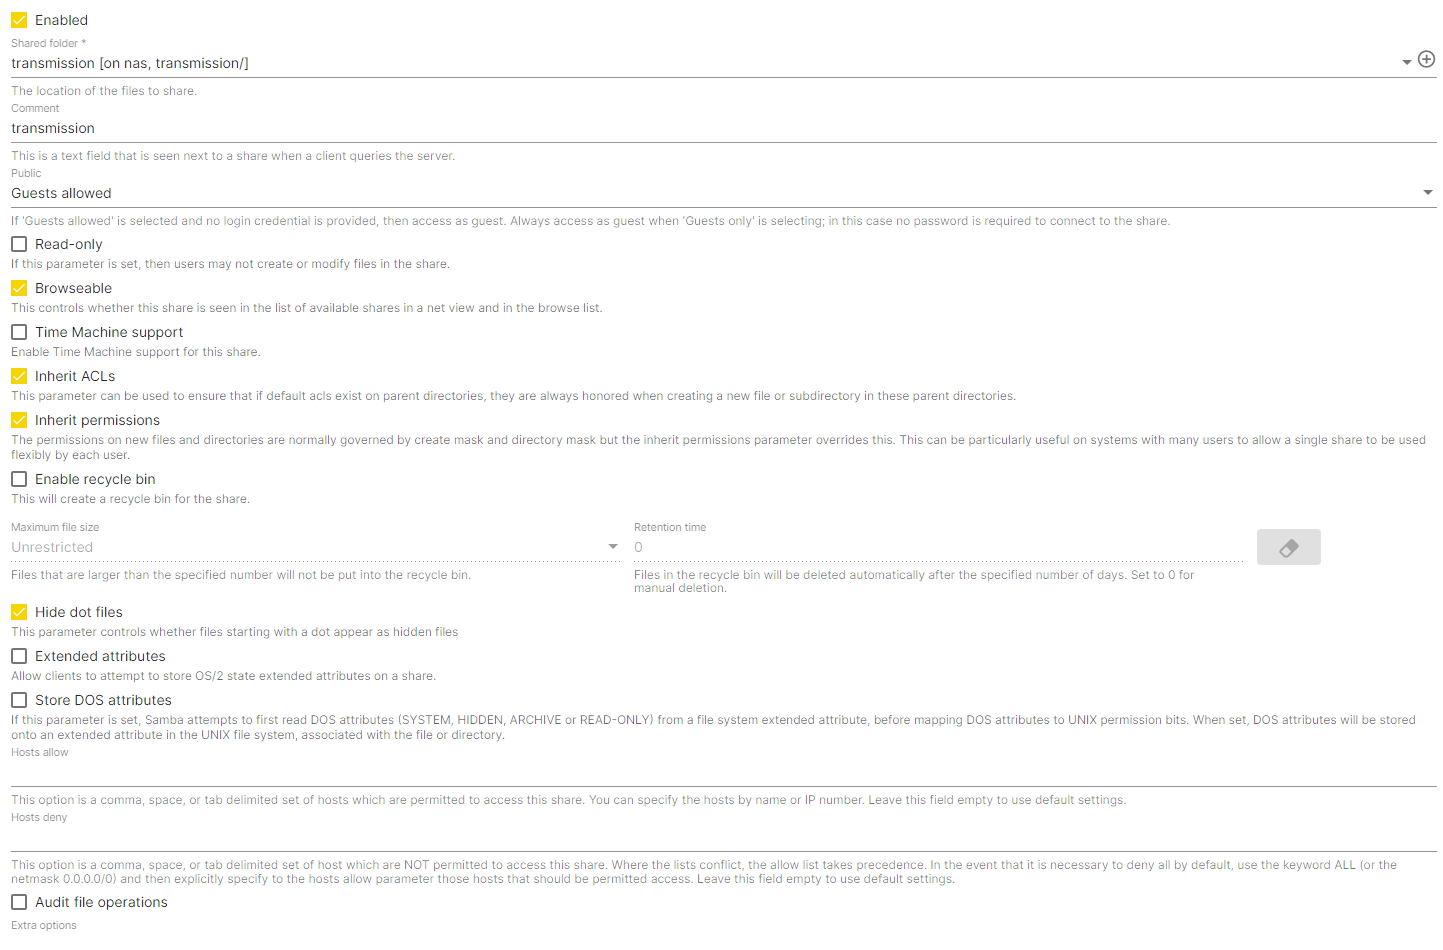 Enabled
Shared folder *
transmission [on nas, transmission/]
The location of the files to share.
Comment
transmission
This is a text field that is seen next to a share when a client queries the server.
Public
Guests allowed
If 'Guests allowed' is selected and no login credential is provided, then access as guest. Always access as guest when 'Guests only' is selecting; in this case no password is required to connect to the share.
Read-only
If this parameter is set, then users may not create or modify files in the share.
Browseable
This controls whether this share is seen in the list of available shares in a net view and in the browse list.
Time Machine support
Enable Time Machine support for this share.
Inherit ACLs
This parameter can be used to ensure that if default acls exist on parent directories, they are always honored when creating a new file or subdirectory in these parent directories.
Inherit permissions
The permissions on new files and directories are normally governed by create mask and directory mask but the inherit permissions parameter overrides this. This can be particularly useful on systems with many users to allow a single share to be used
flexibly by each user.
Enable recycle bin
This will create a recycle bin for the share.
Maximum file size
Unrestricted
Files that are larger than the specified number will not be put into the recycle bin.
Retention time
0
Files in the recycle bin will be deleted automatically after the specified number of days. Set to 0 for
manual deletion.
Hide dot files
This parameter controls whether files starting with a dot appear as hidden files
Extended attributes
Allow clients to attempt to store OS/2 state extended attributes on a share.
Store DOS attributes
If this parameter is set, Samba attempts to first read DOS attributes (SYSTEM, HIDDEN, ARCHIVE or READ-ONLY) from a file system extended attribute, before mapping DOS attributes to UNIX permission bits. When set, DOS attributes will be stored
onto an extended attribute in the UNIX file system, associated with the file or directory.
Hosts allow
This option is a comma, space, or tab delimited set of hosts which are permitted to access this share. You can specify the hosts by name or IP number. Leave this field empty to use default settings.
Hosts deny
This option is a comma, space, or tab delimited set of host which are NOT permitted to access this share. Where the lists conflict, the allow list takes precedence. In the event that it is necessary to deny all by default, use the keyword ALL (or the
netmask 0.0.0.0/0) and then explicitly specify to the hosts allow parameter those hosts that should be permitted access. Leave this field empty to use default settings.
Audit file operations
Extra options